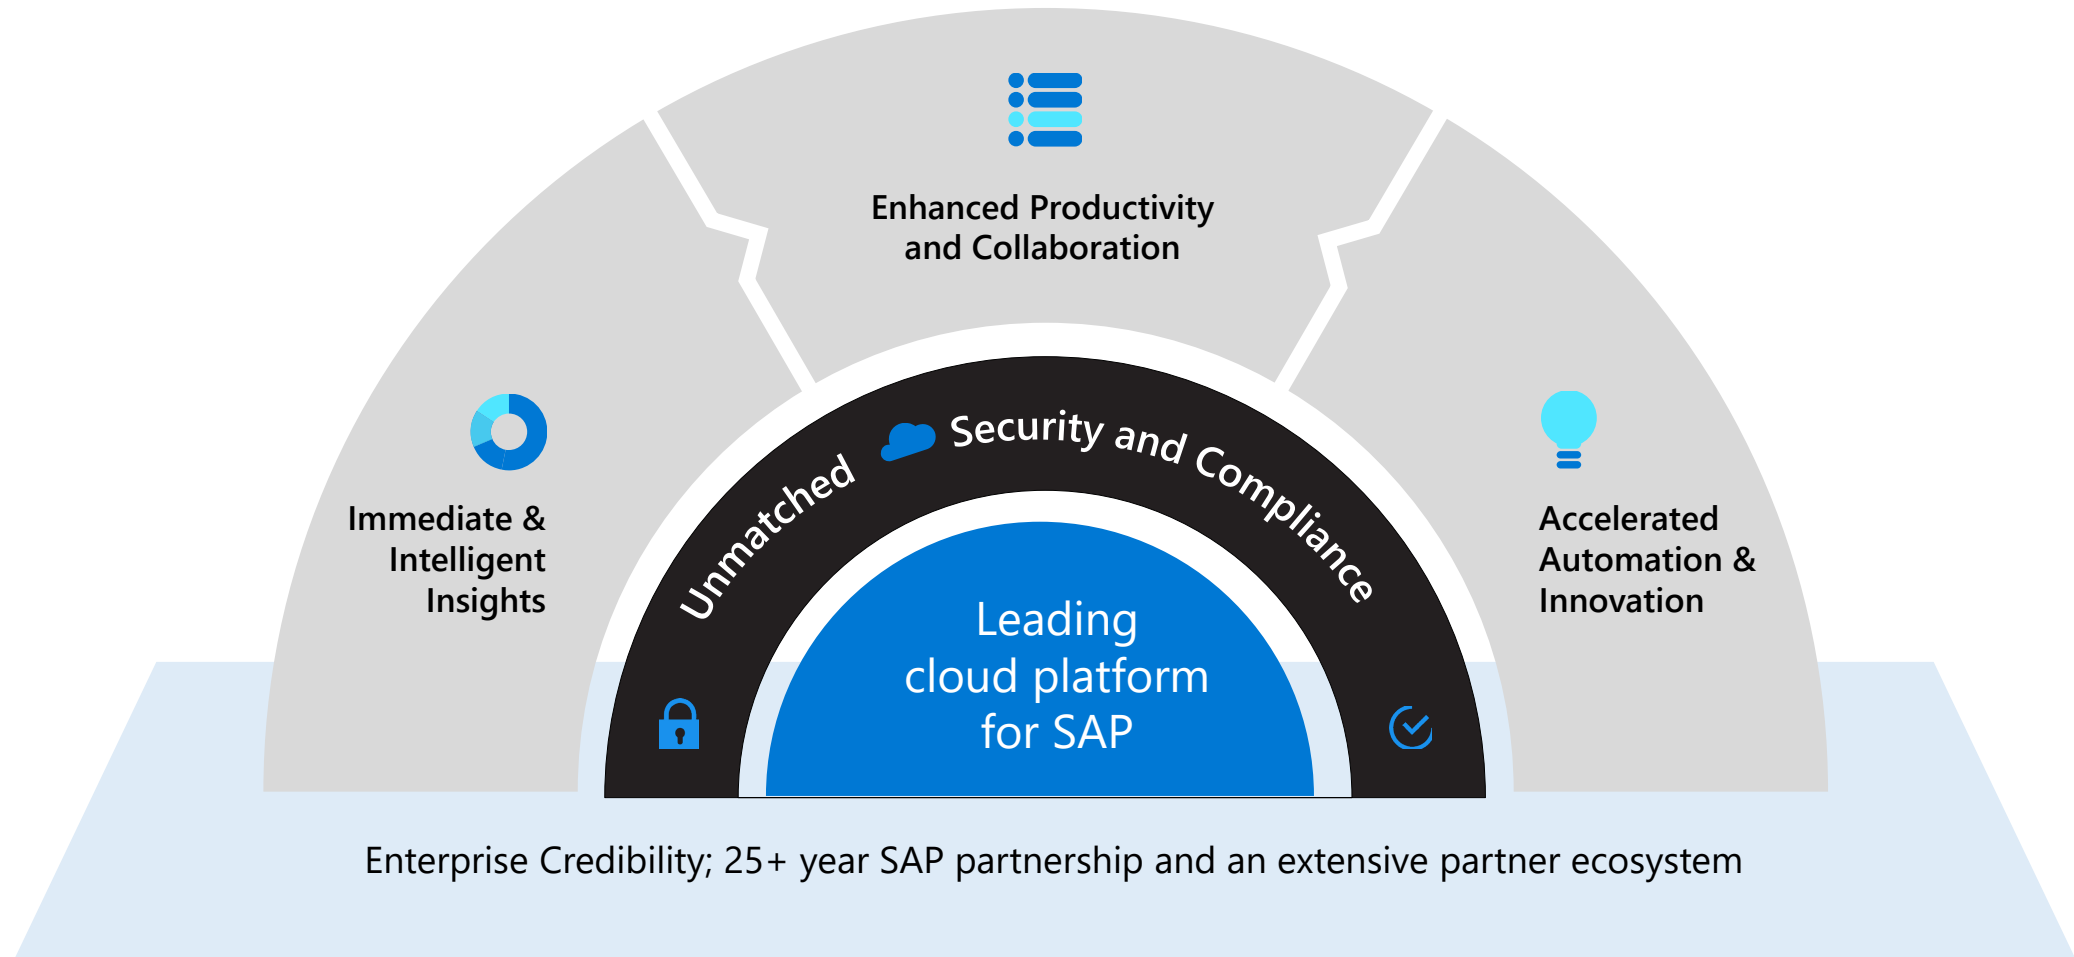 Enhanced Productivity
and Collaboration
Immediate &
Intelligent
Insights
Accelerated
Automation &
Innovation
Unmatched Security and Compliance
Leading
cloud platform
for SAP
Enterprise Credibility; 25+ year SAP partnership and an extensive partner ecosystem